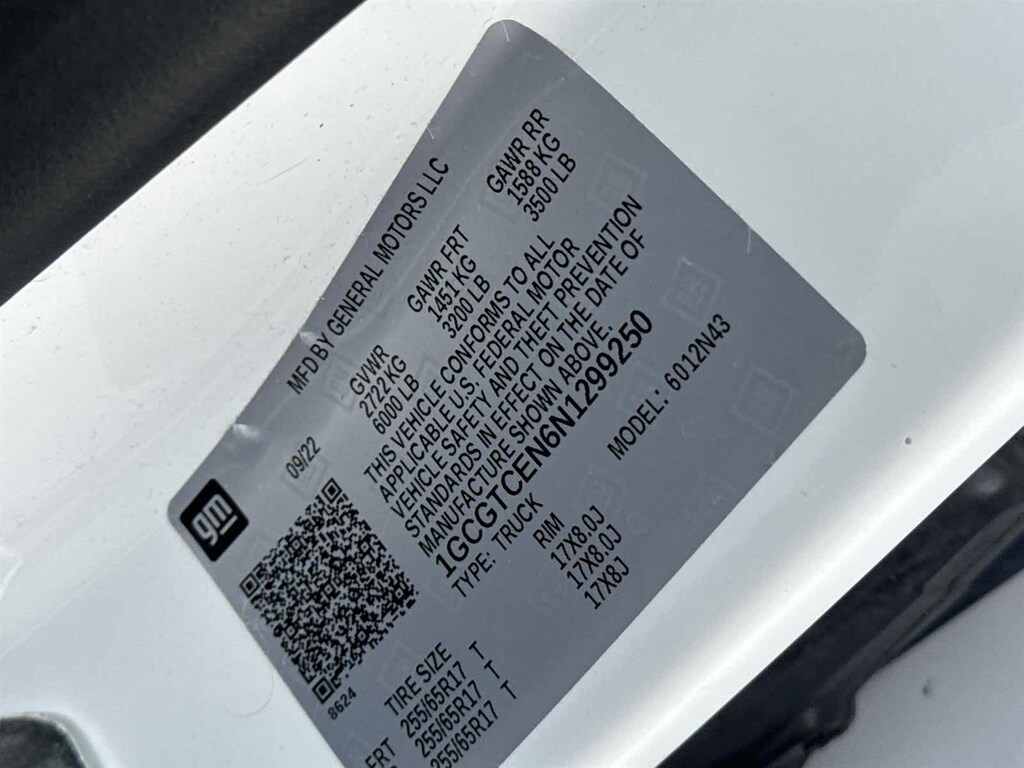 gm
09/22
MFD BY GENERAL MOTORS LLC
GVWR GAWR FRT GAWR RR
2722 KG 1451 KG 1588 KG
6000 LB 3200 LB 3500 LB
THIS VEHICLE CONFORMS TO ALL
APPLICABLE U.S. FEDERAL MOTOR
VEHICLE SAFETY AND THEFT PREVENTION
STANDARDS IN EFFECT ON THE DATE OF
MANUFACTURE SHOWN ABOVE.
1GCGTCEN6N1299250
TYPE: TRUCK MODEL: 6012N43
8624
TIRE SIZE RIM
FRT 255/65R17 T 17X8.0J
255/65R17 T 17X8.0J
255/65R17 T 17X8J